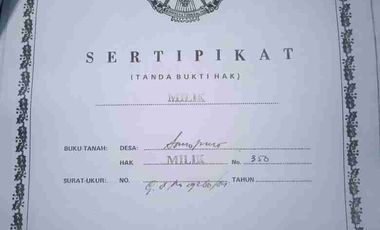 SERTIPIKAT
(TANDA BUKTI HAK)
MILIK
BUKU TANAH: DESA:
HAK MILIK No. 350
SURAT-UKUR: NO. TAHUN